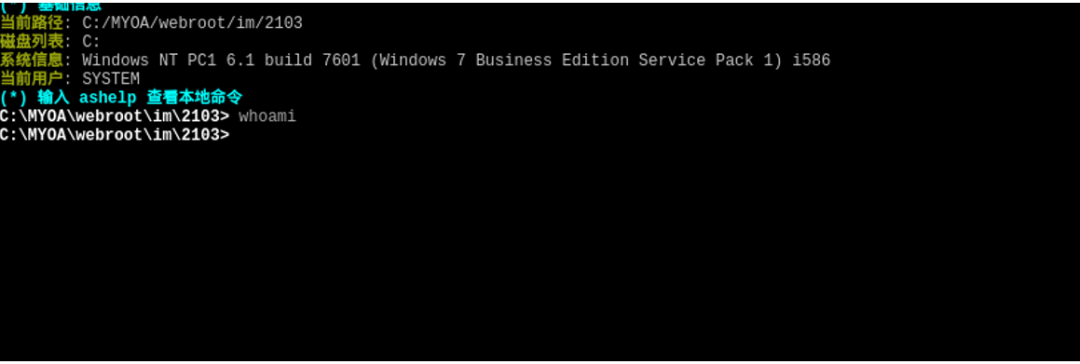 (*) 基础信息
当前路径: C:/MYOA/webroot/im/2103
磁盘列表: C:
系统信息: Windows NT PC1 6.1 build 7601 (Windows 7 Business Edition Service Pack 1) i586
当前用户: SYSTEM
(*) 输入 ashelp 查看本地命令
C:\MYOA\webroot\im\2103> whoami
C:\MYOA\webroot\im\2103>